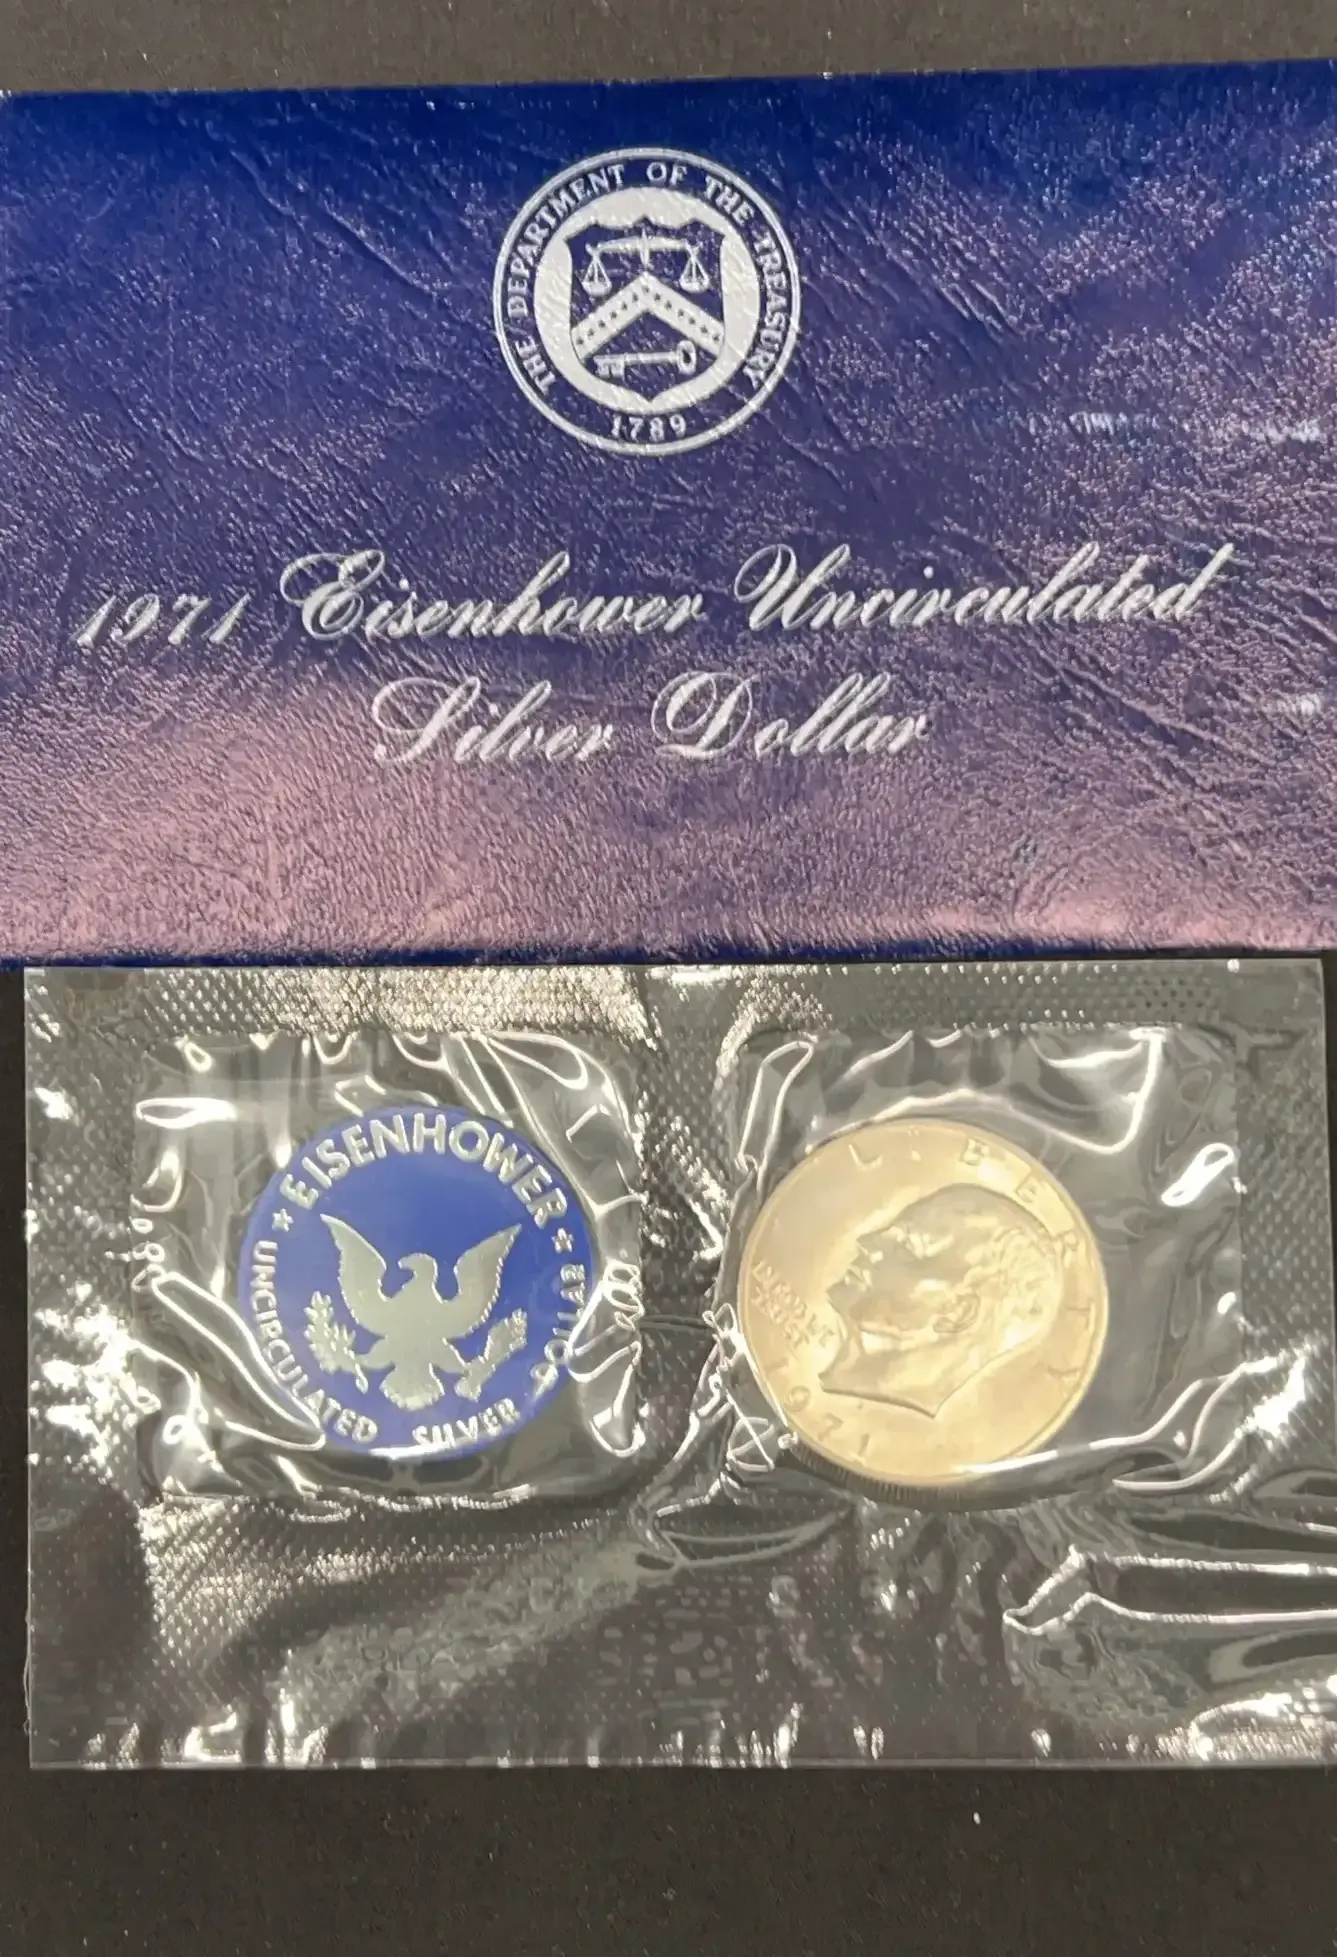 THE DEPARTMENT OF THE TREASURY
1789
1971 Eisenhower Uncirculated
Silver Dollar
EISENHOWER
UNCIRCULATED SILVER DOLLAR
LIBERTY
IN GOD WE
TRUST
1971